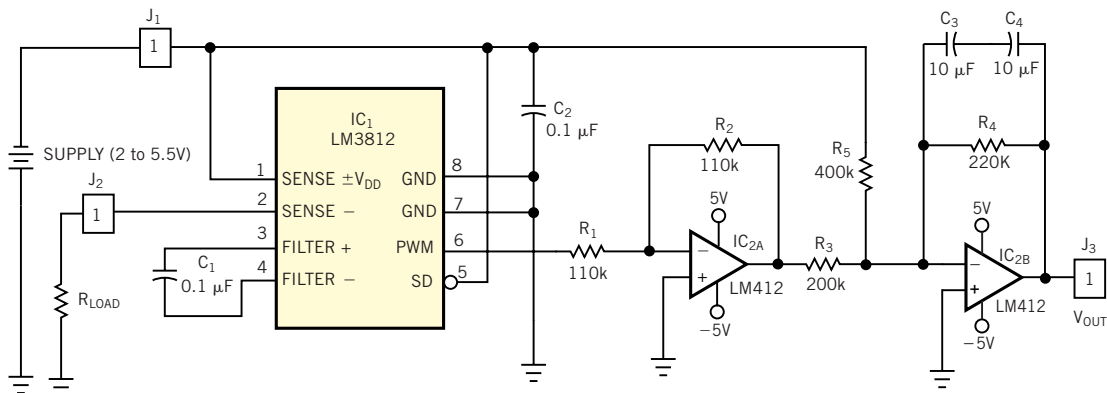 J1
1
SUPPLY (2 to 5.5V)
J2
1
RLOAD
C1
0.1 µF
IC1
LM3812
1
SENSE ±VDD
2
SENSE −
3
FILTER +
4
FILTER −
GND
8
GND
7
PWM
6
SD
5
C2
0.1 µF
R1
110k
R2
110k
5V
−
+
IC2A
LM412
−5V
R3
200k
R5
400k
C3
10 µF
C4
10 µF
R4
220K
5V
−
+
IC2B
LM412
−5V
J3
1
VOUT